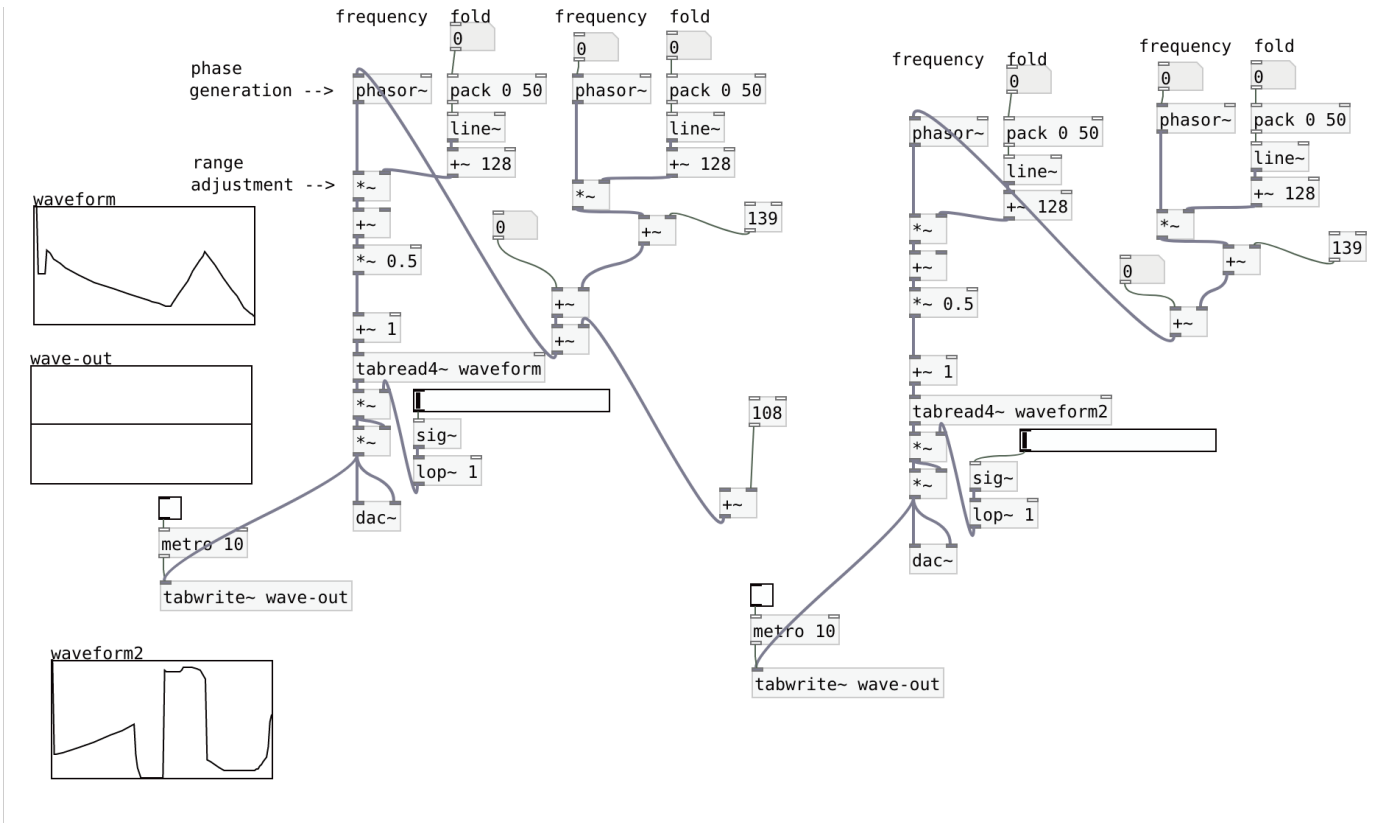 frequency fold frequency fold
0 0 0 0
phase
generation --> phasor~ pack 0 50 phasor~ pack 0 50
line~ line~
+~ 128 +~ 128
range
adjustment --> *~ *~
+~ 0 +~ 139
*~ 0.5
+~
+~ 1 +~
tabread4~ waveform
*~
*~ sig~
lop~ 1
dac~
108
+~
waveform
wave-out
metro 10
tabwrite~ wave-out
waveform2
frequency fold frequency fold
0 0 0
phasor~ pack 0 50 phasor~ pack 0 50
line~ line~
+~ 128 +~ 128
*~ *~
+~ +~ 139
*~ 0.5 0
+~
+~ 1
tabread4~ waveform2
*~
*~ sig~
lop~ 1
dac~
metro 10
tabwrite~ wave-out